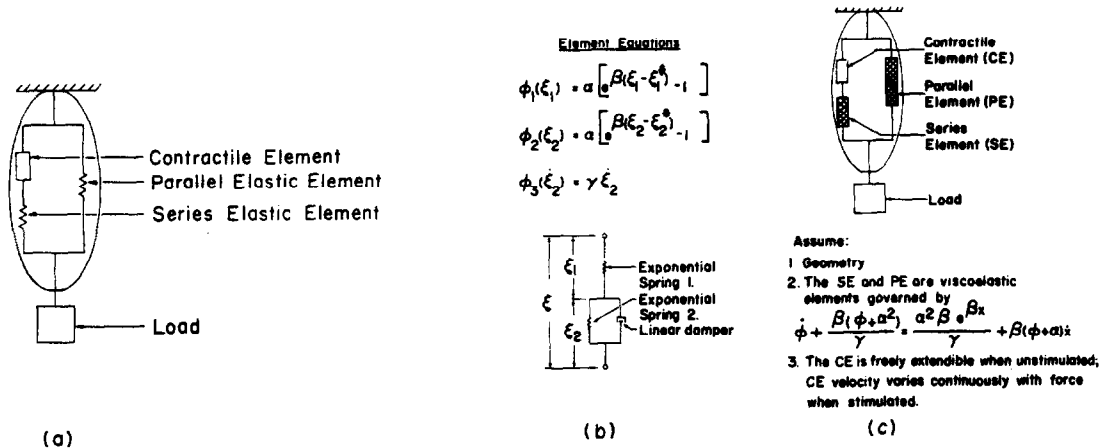 Contractile Element
Parallel Elastic Element
Series Elastic Element
Load
(a)
Element Equations
ϕ₁(ξ₁) = α [e^β(ξ₁-ξ₁*) -1]
ϕ₂(ξ₂) = α [e^β(ξ₂-ξ₂*) -1]
ϕ₃(ξ̇₂) = γ ξ̇₂
ξ
ξ₁
ξ₂
Exponential
Spring 1.
Exponential
Spring 2.
Linear damper
(b)
Contractile
Element (CE)
Parallel
Element (PE)
Series
Element (SE)
Load
Assume:
1 Geometry
2. The SE and PE are viscoelastic
elements governed by
ϕ̇ + β(ϕ+α²)/γ = α²β e^βx/γ + β(ϕ+α)ẋ
3. The CE is freely extendible when unstimulated;
CE velocity varies continuously with force
when stimulated.
(c)